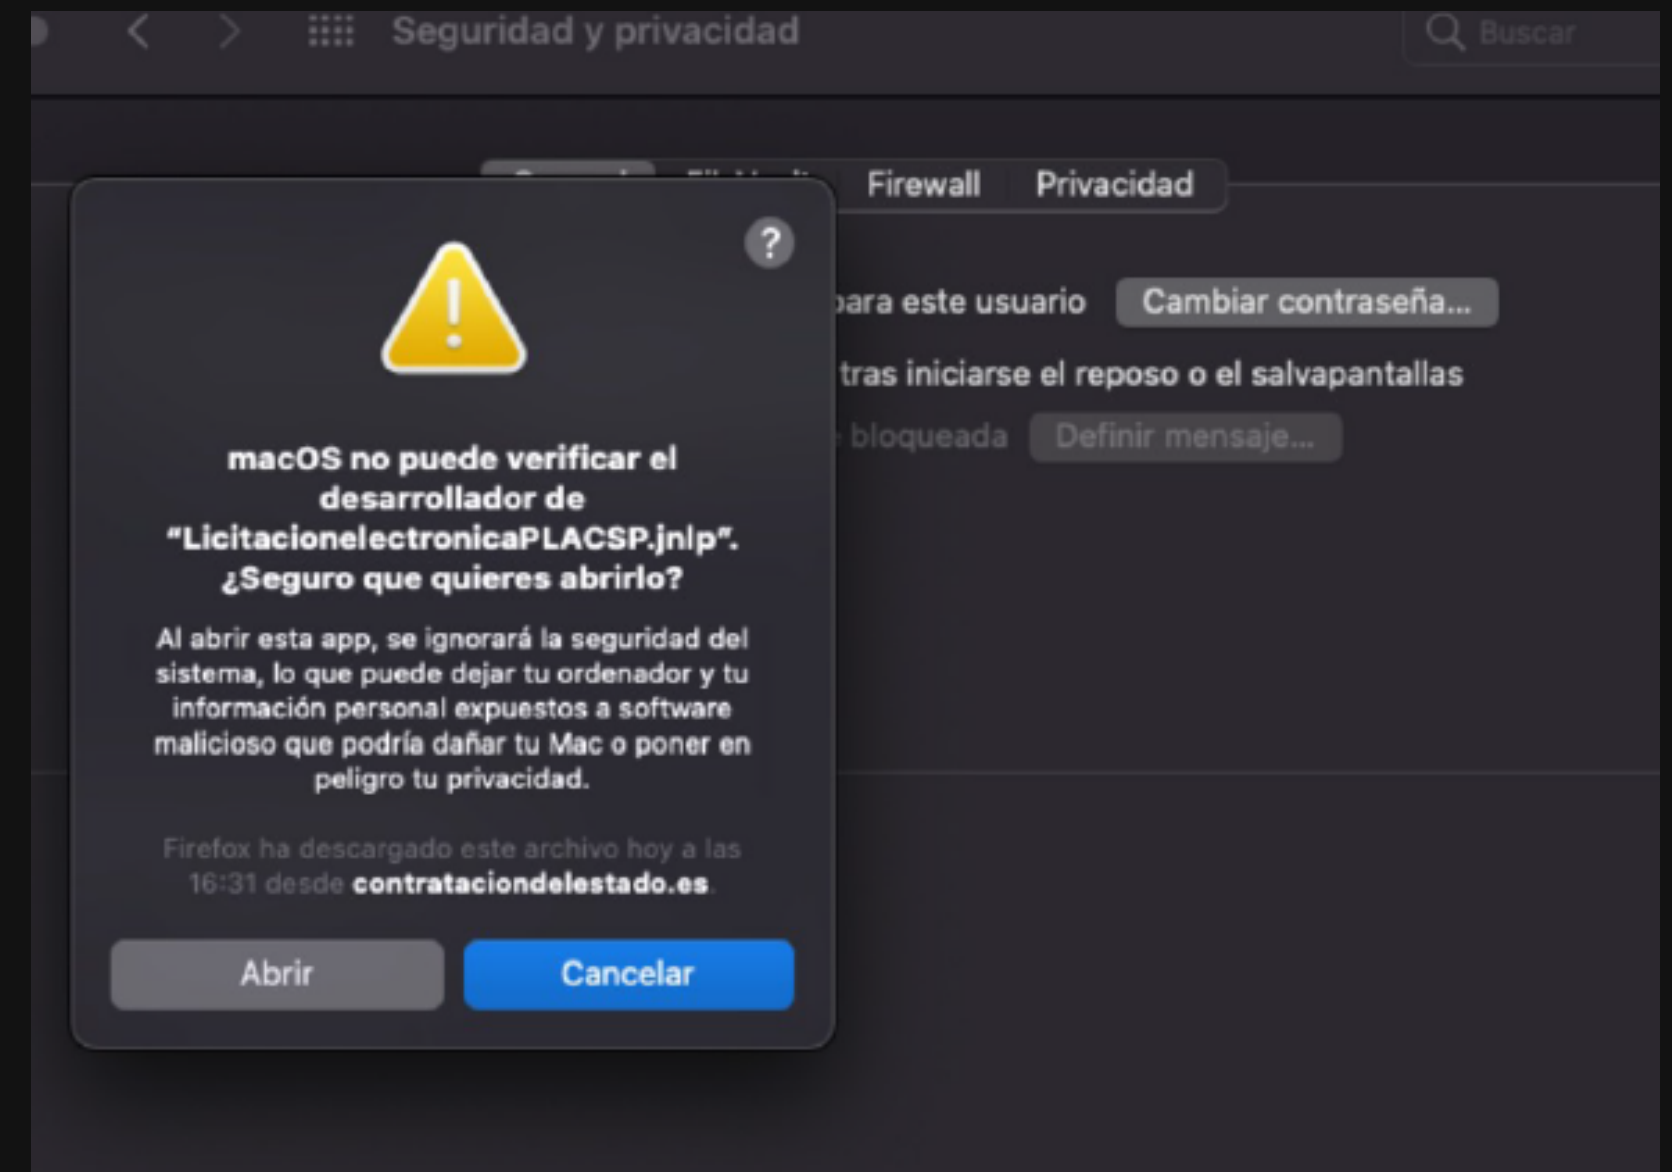 Seguridad y privacidad
Buscar
Firewall
Privacidad
para este usuario
Cambiar contraseña...
tras iniciarse el reposo o el salvapantallas
bloqueada
Definir mensaje...
?
macOS no puede verificar el
desarrollador de
“LicitacionelectronicaPLACSP.jnlp”.
¿Seguro que quieres abrirlo?
Al abrir esta app, se ignorará la seguridad del
sistema, lo que puede dejar tu ordenador y tu
información personal expuestos a software
malicioso que podría dañar tu Mac o poner en
peligro tu privacidad.
Firefox ha descargado este archivo hoy a las
16:31 desde contrataciondelestado.es.
Abrir
Cancelar